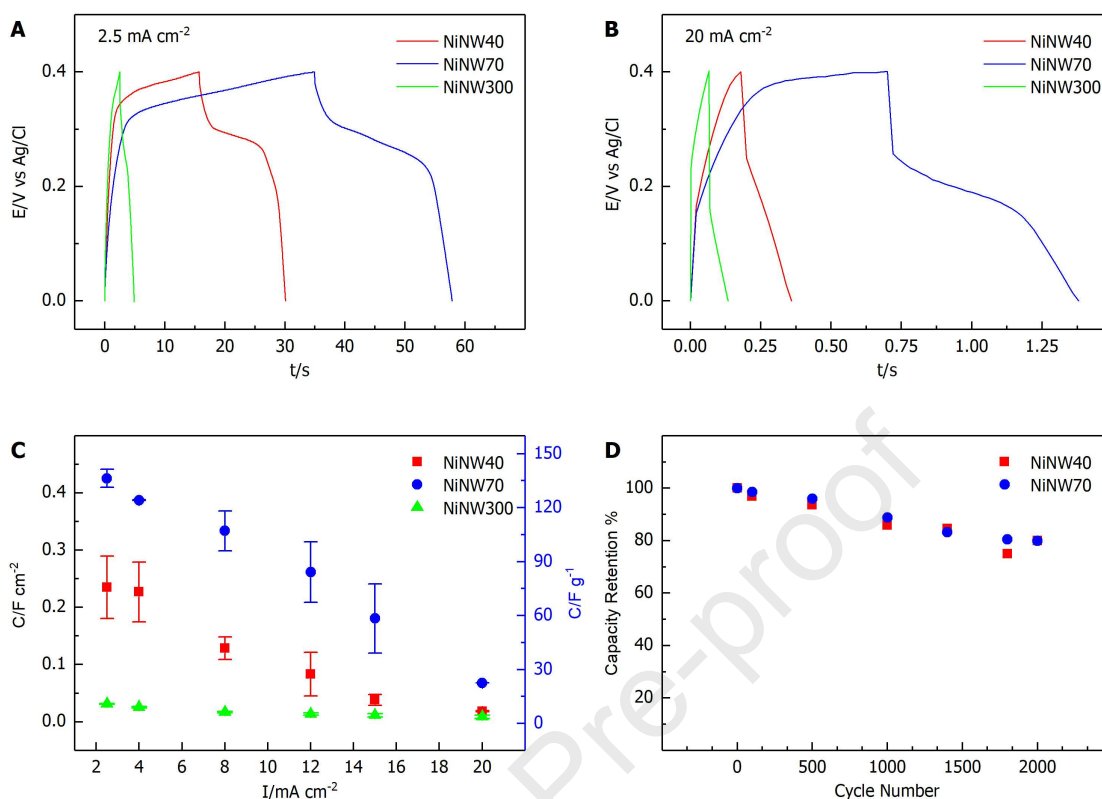 A
2.5 mA cm-2
NiNW40
NiNW70
NiNW300
E/V vs Ag/Cl
0.4
0.2
0.0
0 10 20 30 40 50 60
t/s
B
20 mA cm-2
NiNW40
NiNW70
NiNW300
E/V vs Ag/Cl
0.4
0.2
0.0
0.00 0.25 0.50 0.75 1.00 1.25
t/s
C
NiNW40
NiNW70
NiNW300
C/F cm-2
0.4
0.3
0.2
0.1
0.0
150
120
90
60
30
0
C/F g-1
2 4 6 8 10 12 14 16 18 20
I/mA cm-2
D
NiNW40
NiNW70
Capacity Retention %
100
80
60
40
20
0 500 1000 1500 2000
Cycle Number
Pre-proof